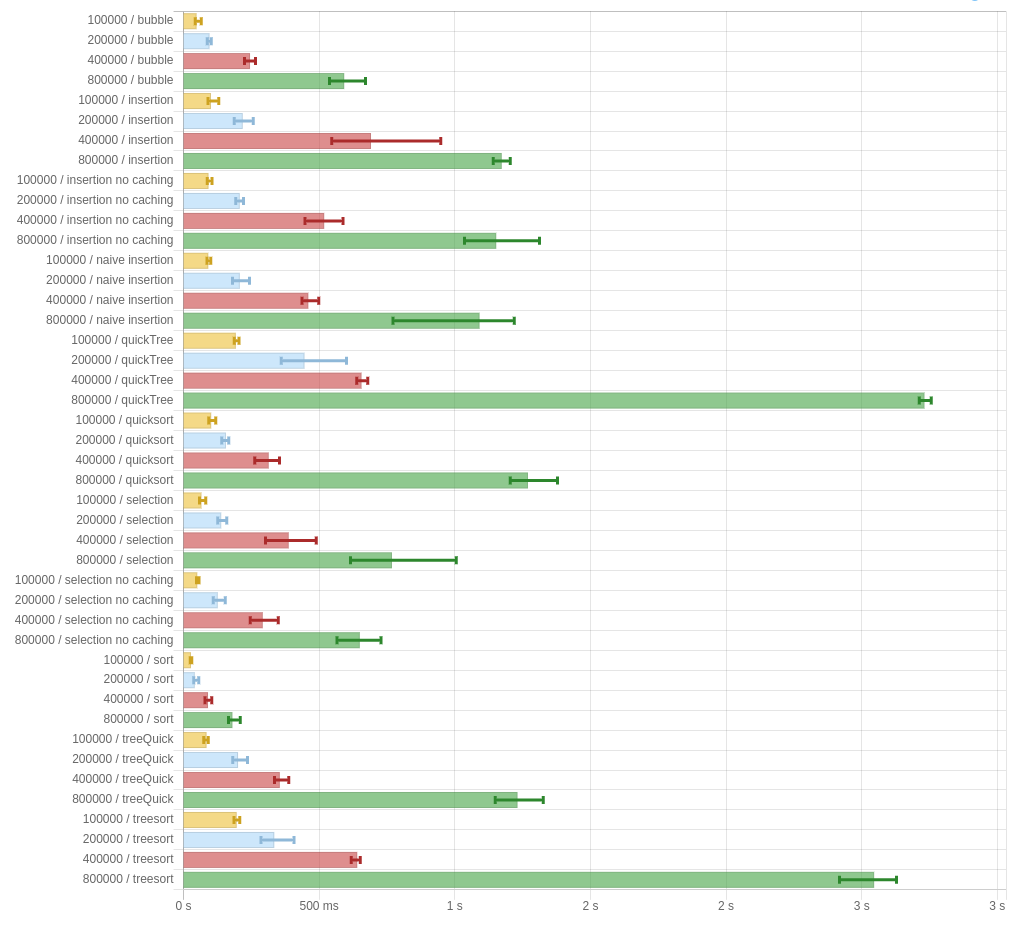 100000 / bubble
200000 / bubble
400000 / bubble
800000 / bubble
100000 / insertion
200000 / insertion
400000 / insertion
800000 / insertion
100000 / insertion no caching
200000 / insertion no caching
400000 / insertion no caching
800000 / insertion no caching
100000 / naive insertion
200000 / naive insertion
400000 / naive insertion
800000 / naive insertion
100000 / quickTree
200000 / quickTree
400000 / quickTree
800000 / quickTree
100000 / quicksort
200000 / quicksort
400000 / quicksort
800000 / quicksort
100000 / selection
200000 / selection
400000 / selection
800000 / selection
100000 / selection no caching
200000 / selection no caching
400000 / selection no caching
800000 / selection no caching
100000 / sort
200000 / sort
400000 / sort
800000 / sort
100000 / treeQuick
200000 / treeQuick
400000 / treeQuick
800000 / treeQuick
100000 / treesort
200000 / treesort
400000 / treesort
800000 / treesort
0 s 500 ms 1 s 2 s 2 s 3 s 3 s